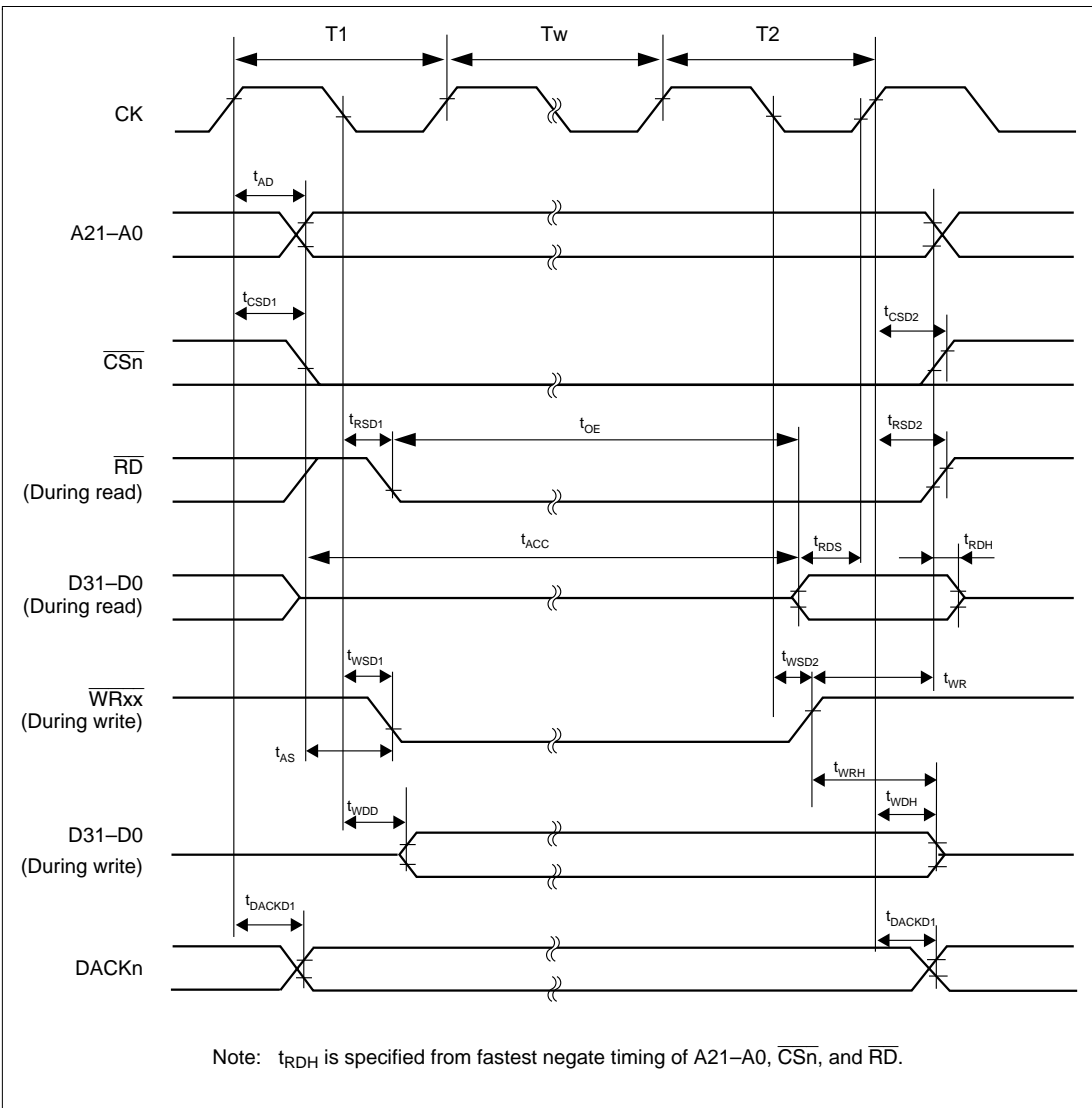 T1 Tw T2
CK
tAD
A21–A0
tCSD1 tCSD2
CSn
tRSD1 tOE tRSD2
RD
(During read)
tACC tRDS tRDH
D31–D0
(During read)
tWSD1 tWSD2 tWR
WRxx
(During write)
tAS
tWRH
tWDD tWDH
D31–D0
(During write)
tDACKD1 tDACKD1
DACKn
Note: tRDH is specified from fastest negate timing of A21–A0, CSn, and RD.